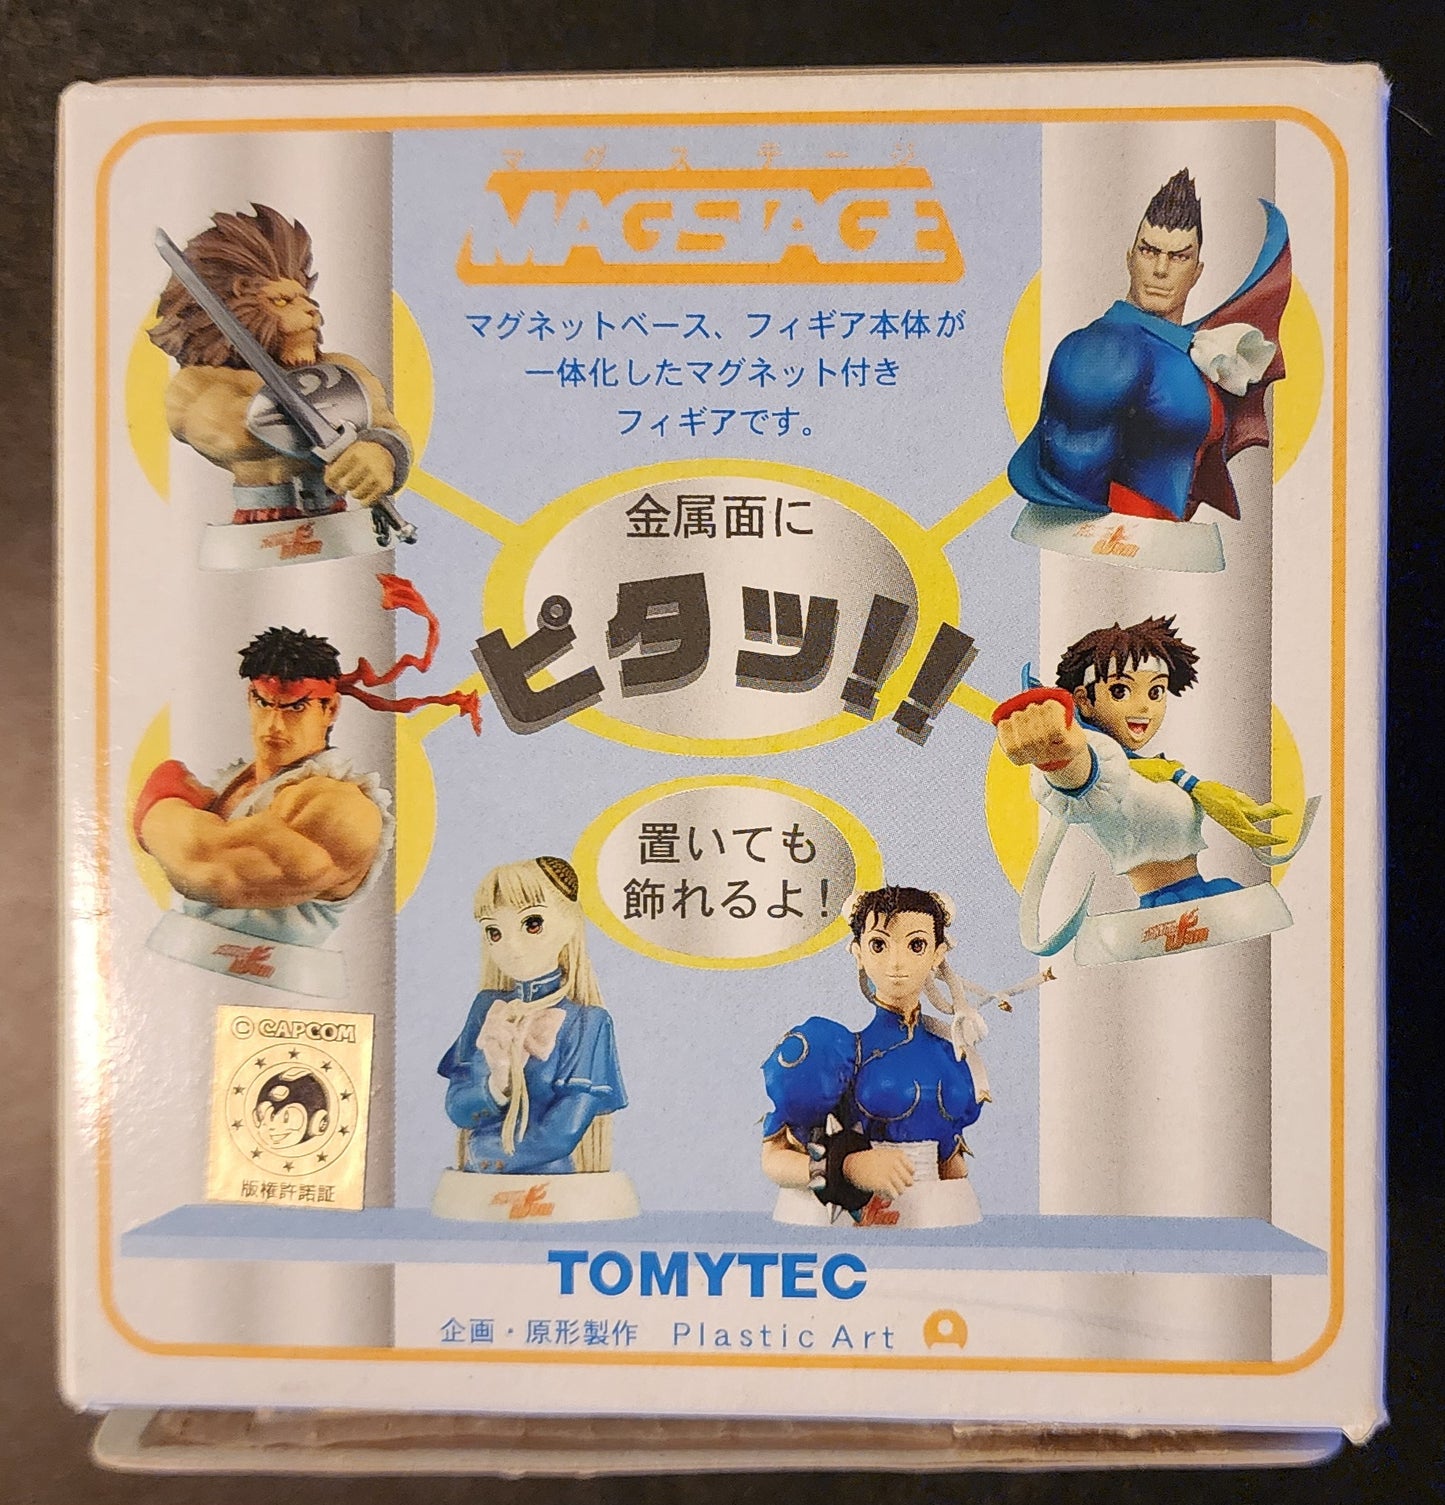 マグステージ
MAGSTAGE
マグネットベース、フィギア本体が
一体化したマグネット付き
フィギアです。
金属面に
ピタッ!!
置いても
飾れるよ!
© CAPCOM
版権許諾証
TOMYTEC
企画・原形製作 Plastic Art